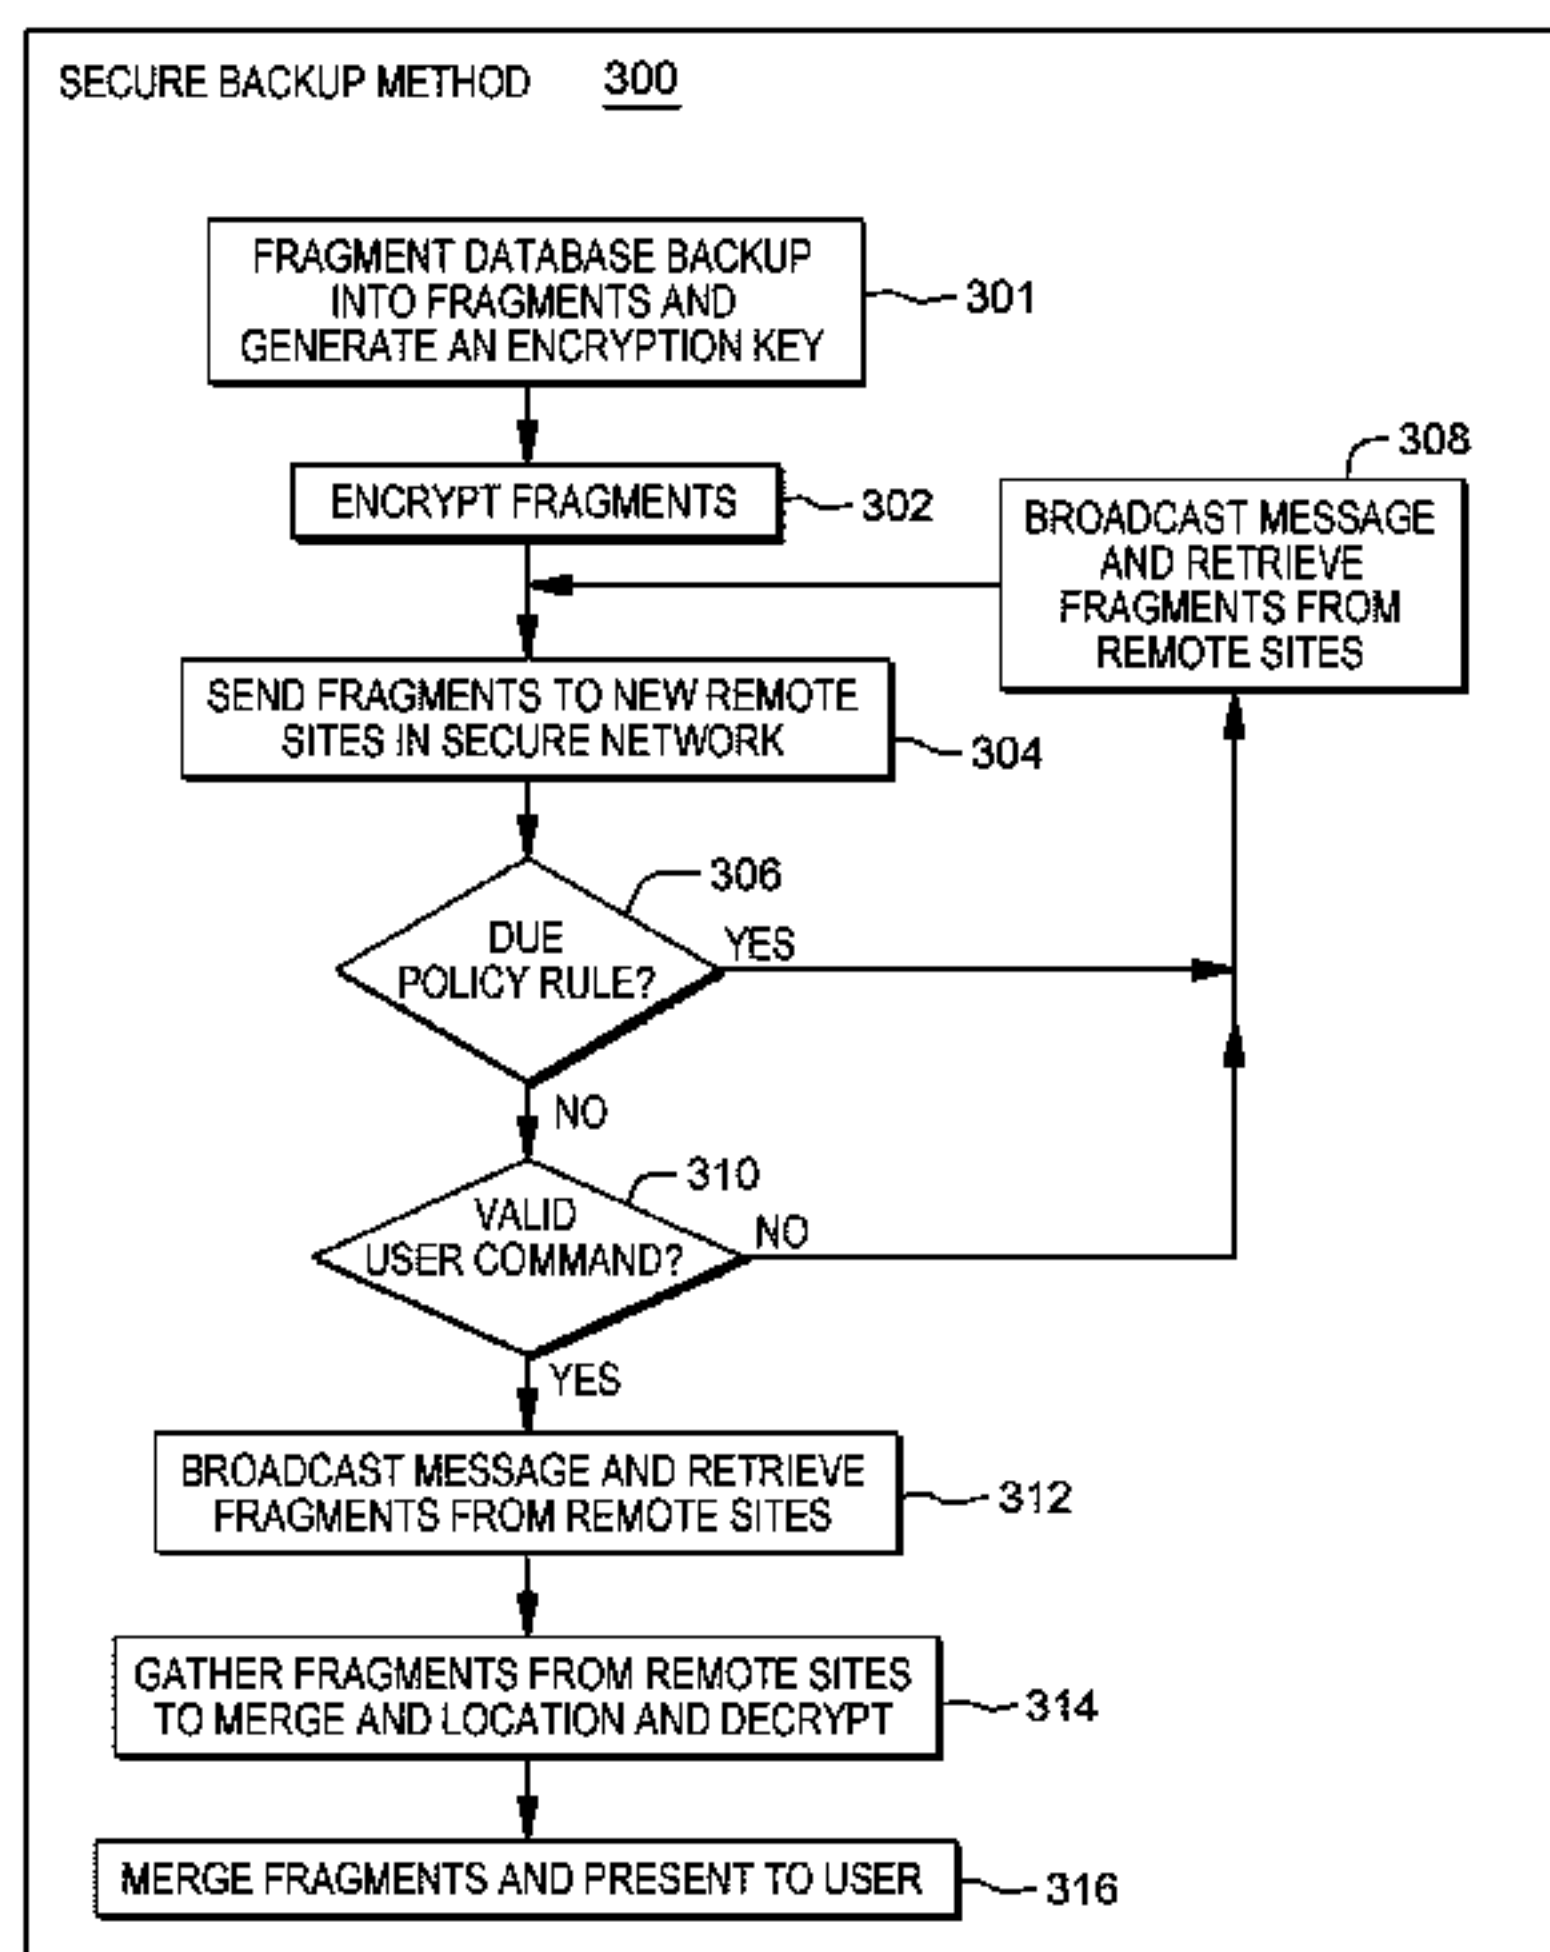 SECURE BACKUP METHOD 300
FRAGMENT DATABASE BACKUP
INTO FRAGMENTS AND
GENERATE AN ENCRYPTION KEY
301
ENCRYPT FRAGMENTS
302
308
BROADCAST MESSAGE
AND RETRIEVE
FRAGMENTS FROM
REMOTE SITES
SEND FRAGMENTS TO NEW REMOTE
SITES IN SECURE NETWORK
304
306
DUE
POLICY RULE?
YES
NO
310
VALID
USER COMMAND?
NO
YES
BROADCAST MESSAGE AND RETRIEVE
FRAGMENTS FROM REMOTE SITES
312
GATHER FRAGMENTS FROM REMOTE SITES
TO MERGE AND LOCATION AND DECRYPT
314
MERGE FRAGMENTS AND PRESENT TO USER
316